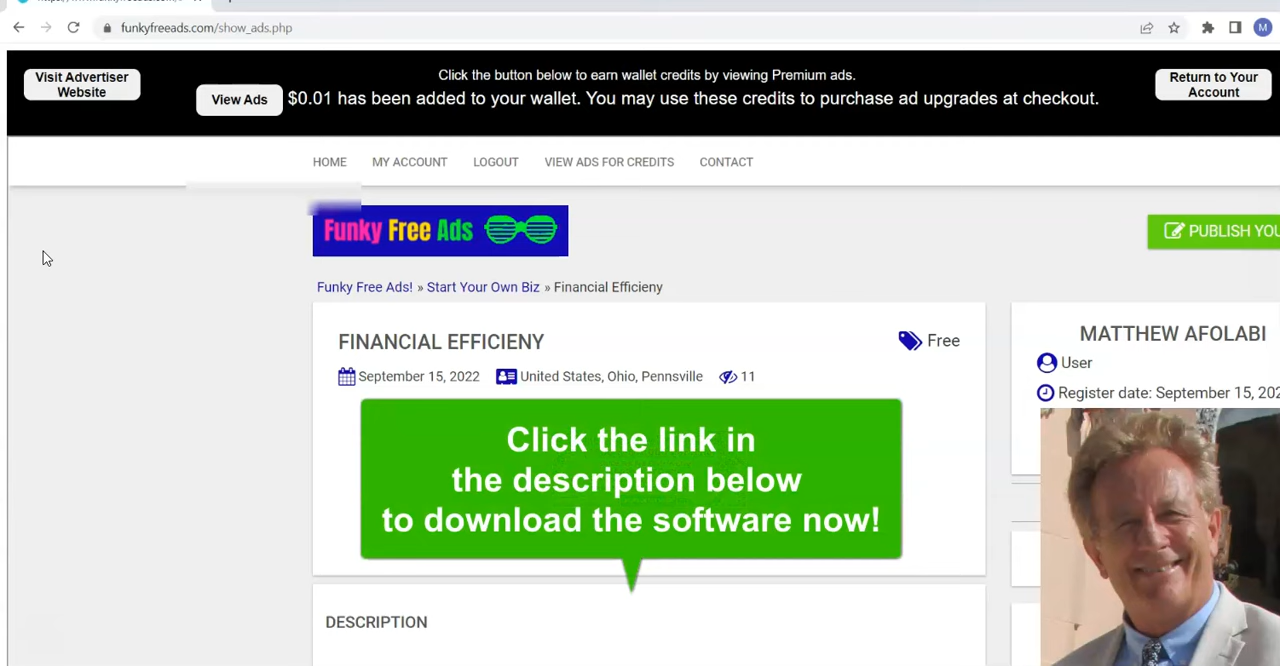 funkyfreeads.com/show_ads.php
M
Visit Advertiser
Website
View Ads
Click the button below to earn wallet credits by viewing Premium ads.
$0.01 has been added to your wallet. You may use these credits to purchase ad upgrades at checkout.
Return to Your
Account
HOME
MY ACCOUNT
LOGOUT
VIEW ADS FOR CREDITS
CONTACT
Funky Free Ads
PUBLISH YOU
Funky Free Ads! » Start Your Own Biz » Financial Efficieny
FINANCIAL EFFICIENY
Free
September 15, 2022
United States, Ohio, Pennsville
11
MATTHEW AFOLABI
User
Register date: September 15, 202
Click the link in
the description below
to download the software now!
DESCRIPTION